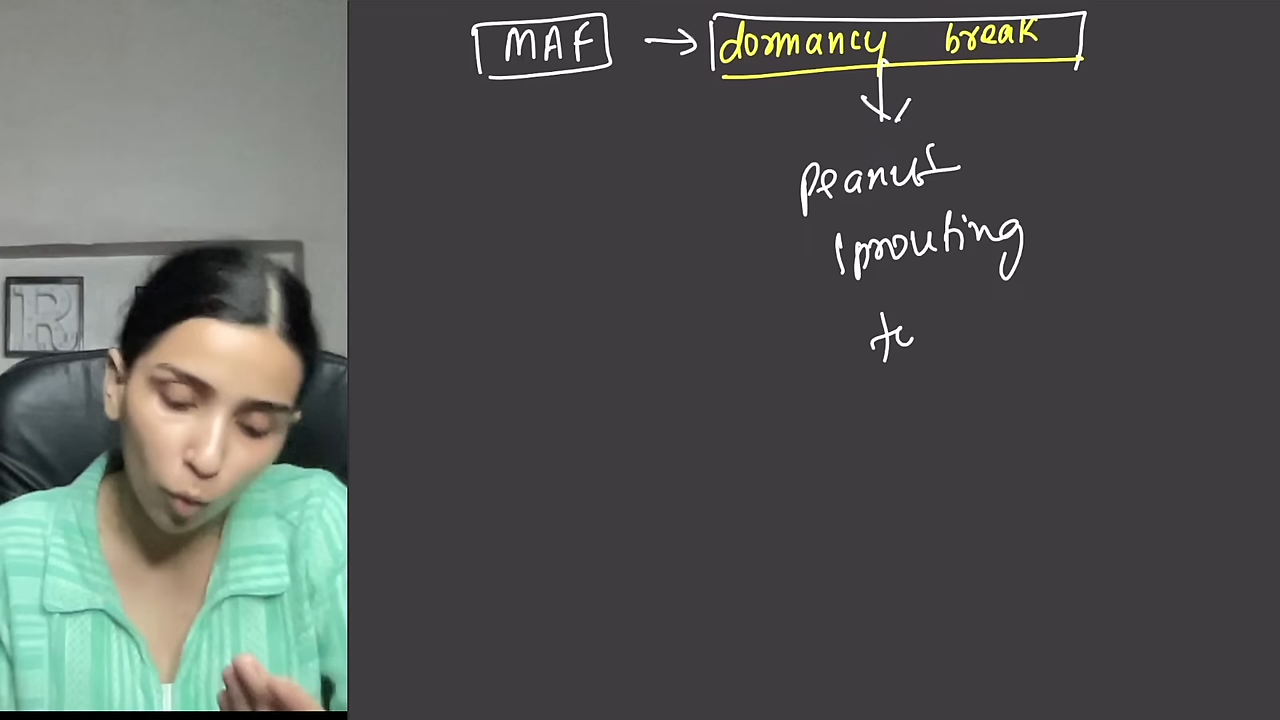 MAF → dormancy break
Peanut
sprouting
R